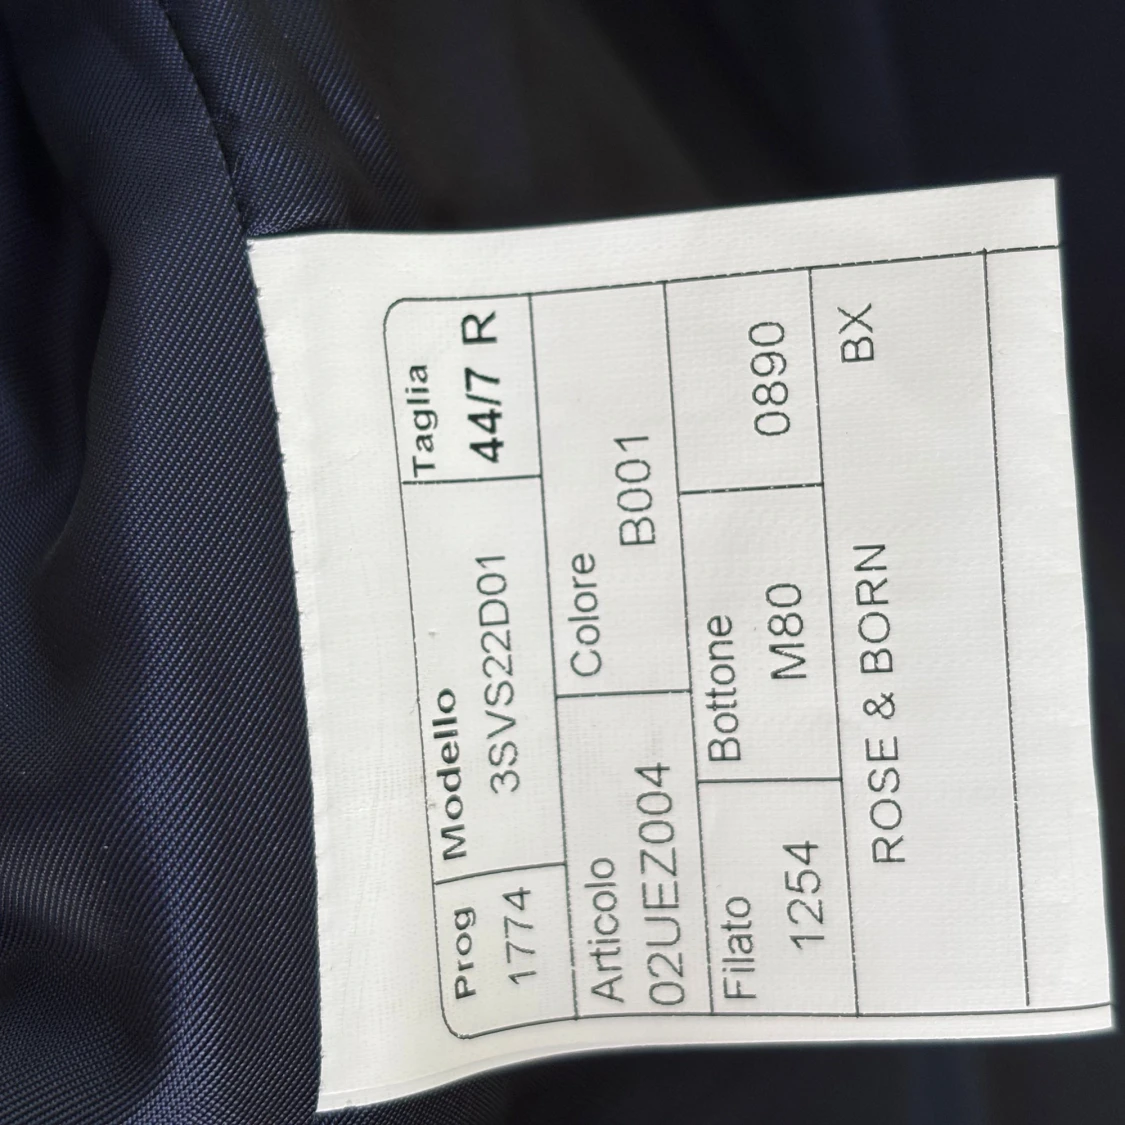 Prog Modello Taglia
1774 3SVS22D01 44/7 R
Articolo Colore
02UEZ004 B001
Filato Bottone
1254 M80 0890
ROSE & BORN BX